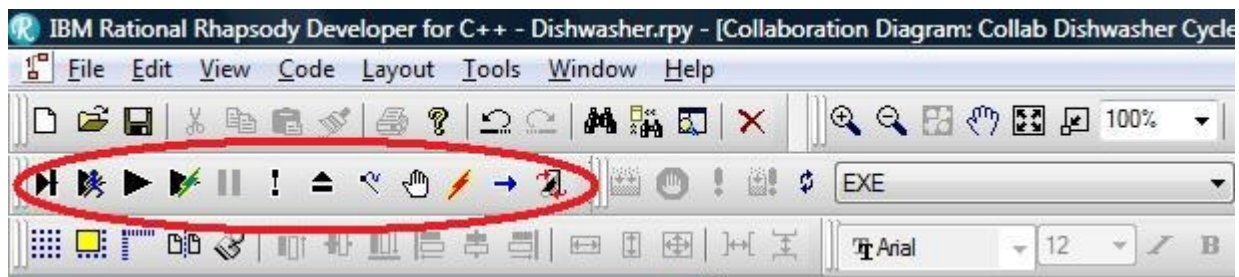 IBM Rational Rhapsody Developer for C++ - Dishwasher.rpy - [Collaboration Diagram: Collab Dishwasher Cycle
File Edit View Code Layout Tools Window Help
100%
EXE
Arial 12 I B